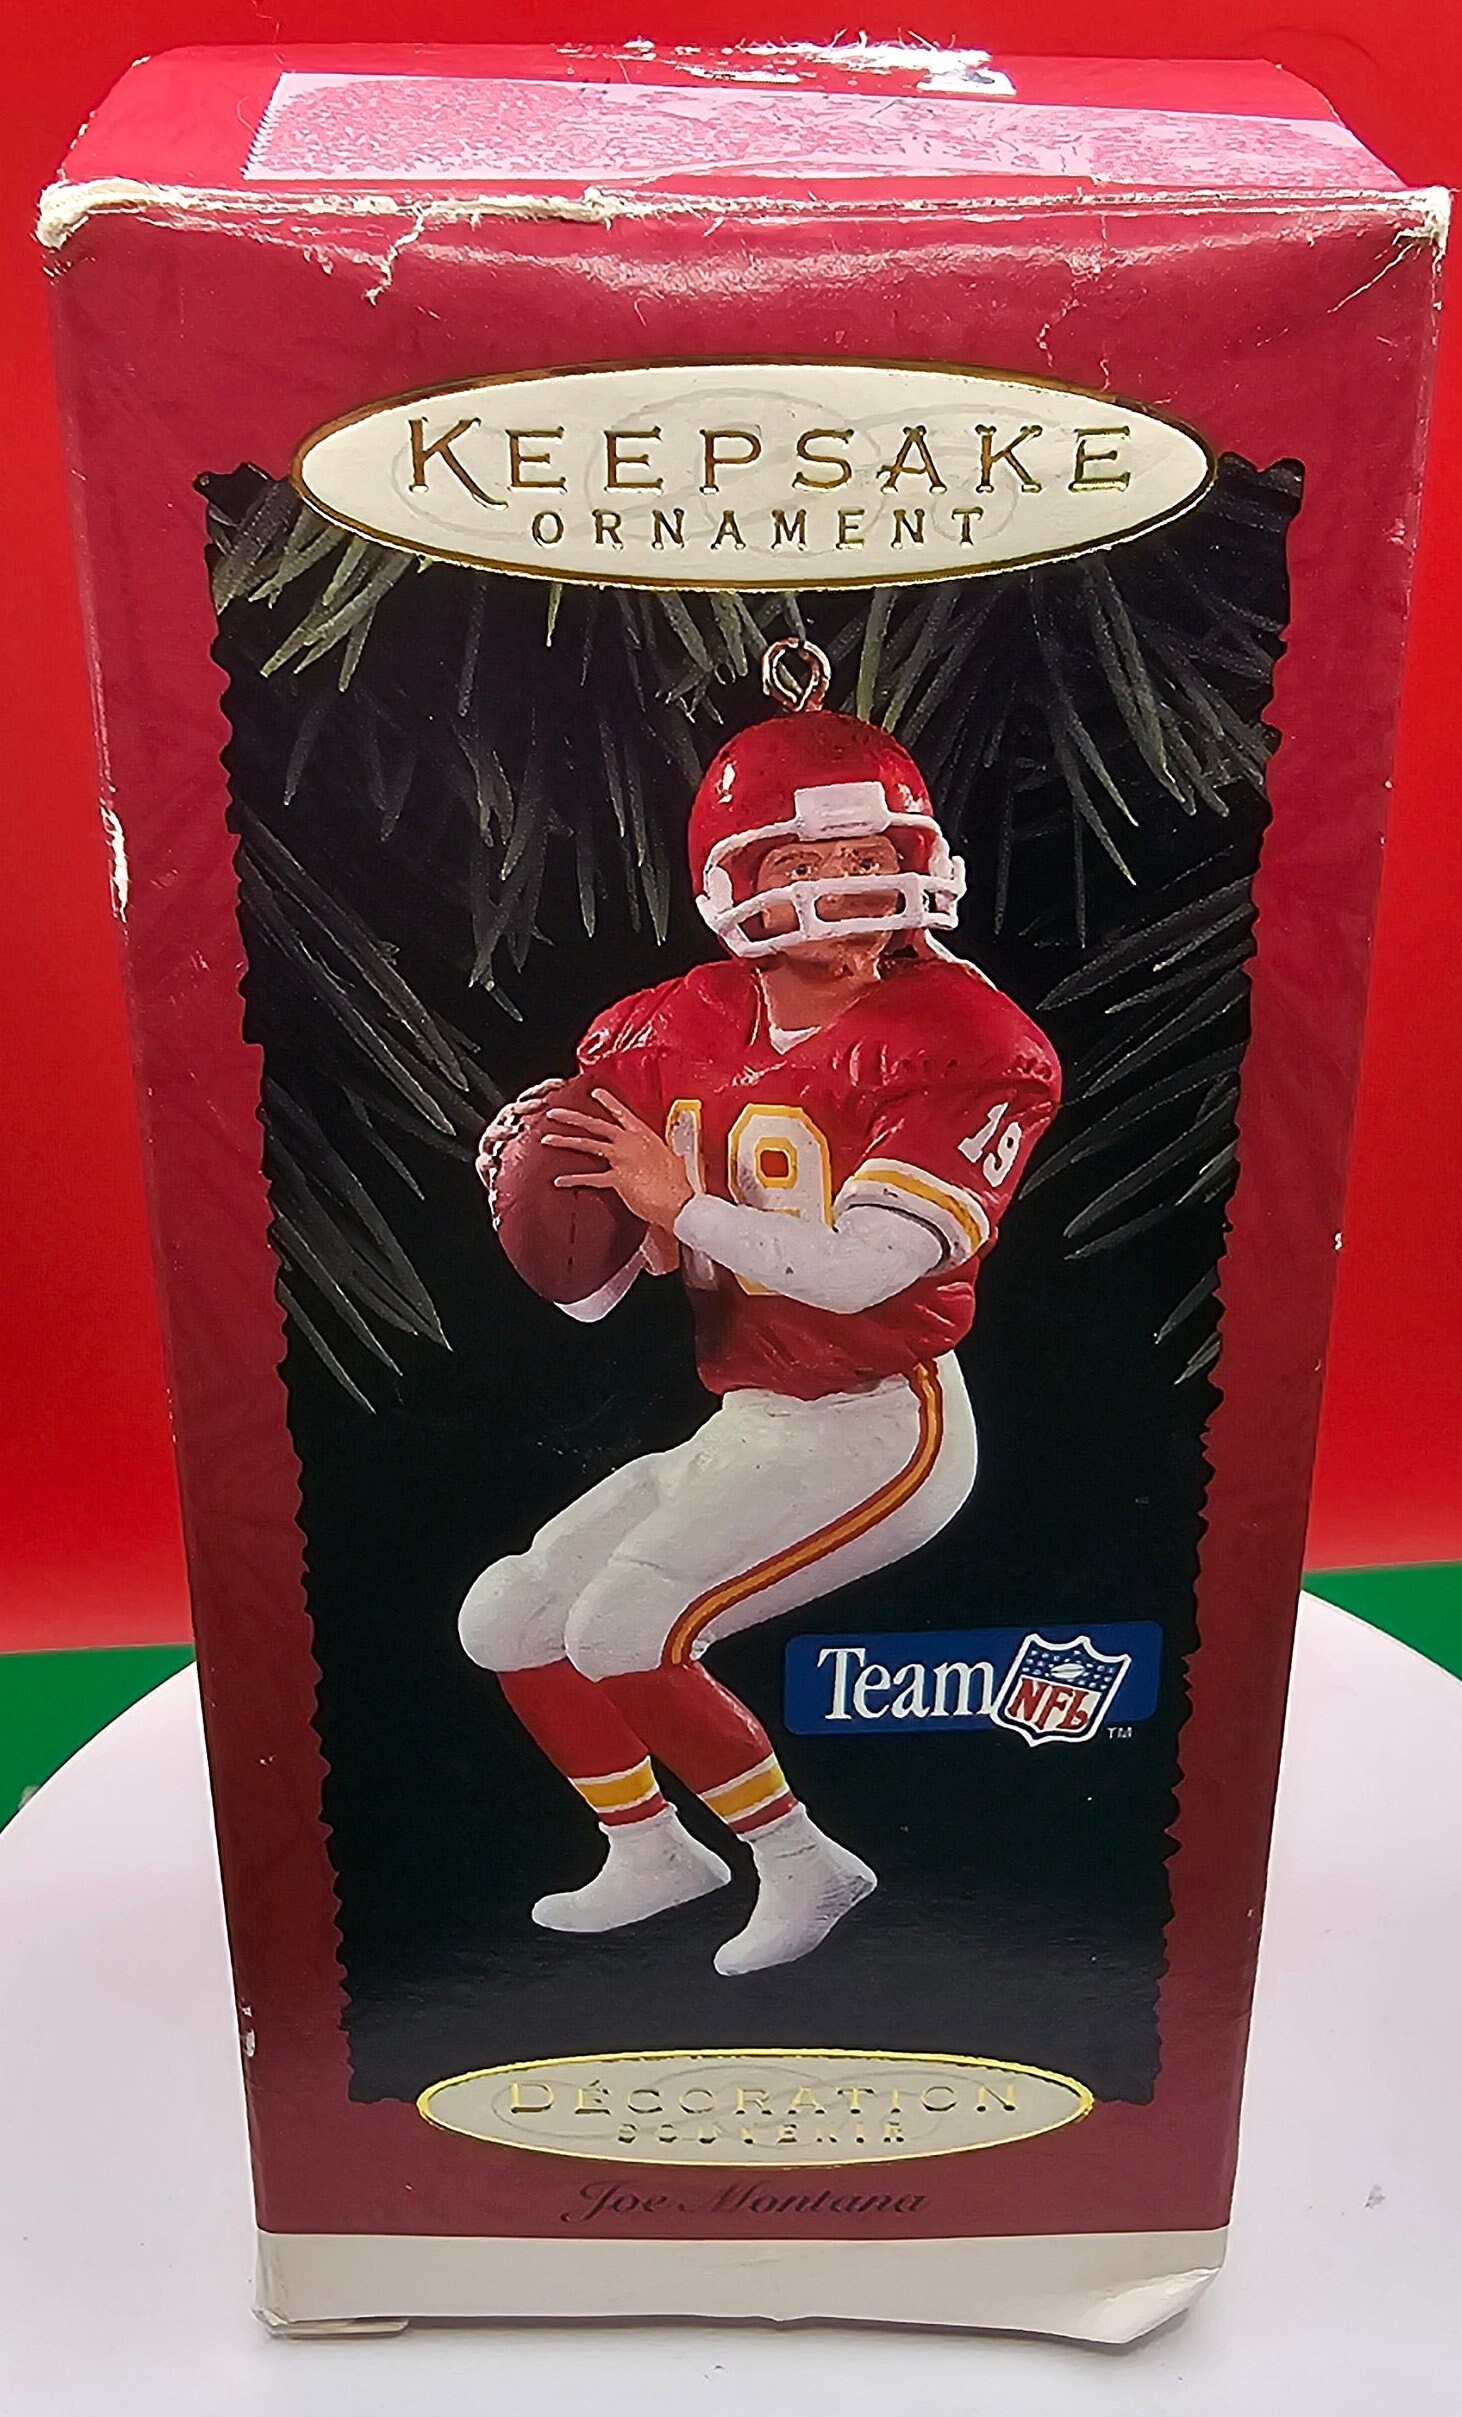 KEEPSAKE
ORNAMENT
19
19
Team NFL TM
DÉCORATION
SOUVENIR
Joe Montana